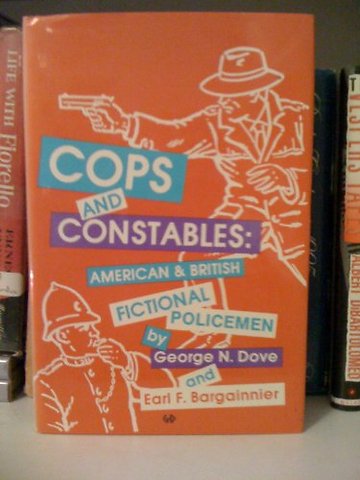 COPS
AND
CONSTABLES:
AMERICAN & BRITISH
FICTIONAL
POLICEMEN
by
George N. Dove
and
Earl F. Bargainnier
LIFE WITH Fiorello